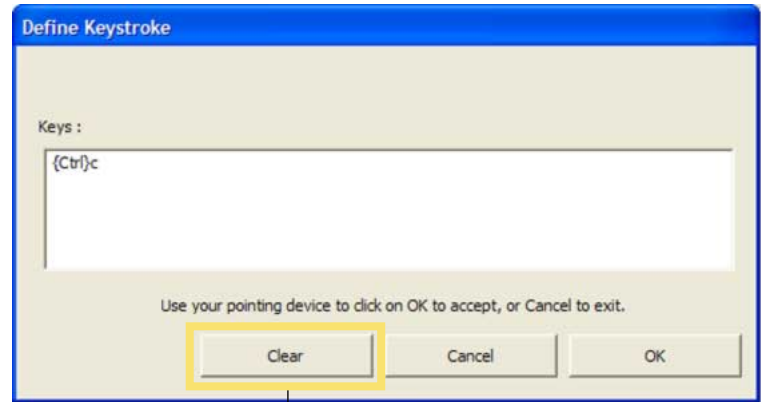 Define Keystroke
Keys :
{Ctrl}c
Use your pointing device to click on OK to accept, or Cancel to exit.
Clear Cancel OK